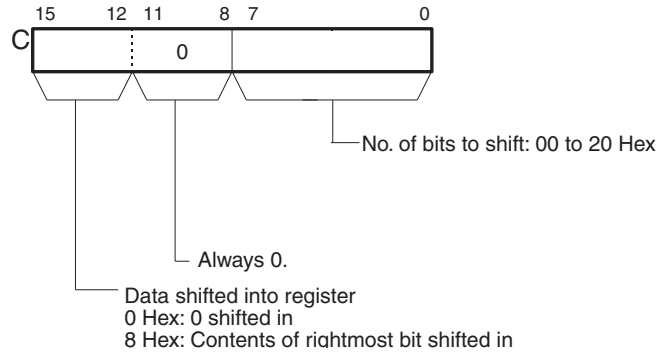 15 12 11 8 7 0
C
0
No. of bits to shift: 00 to 20 Hex
Always 0.
Data shifted into register
0 Hex: 0 shifted in
8 Hex: Contents of rightmost bit shifted in